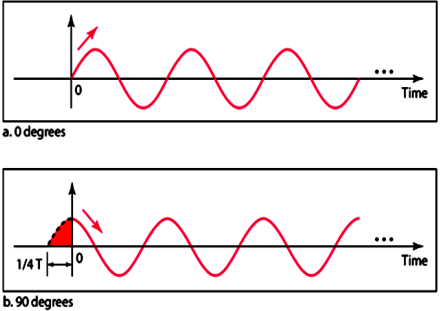 0
•••
Time
a. 0 degrees
•••
1/4 T
0
Time
b. 90 degrees